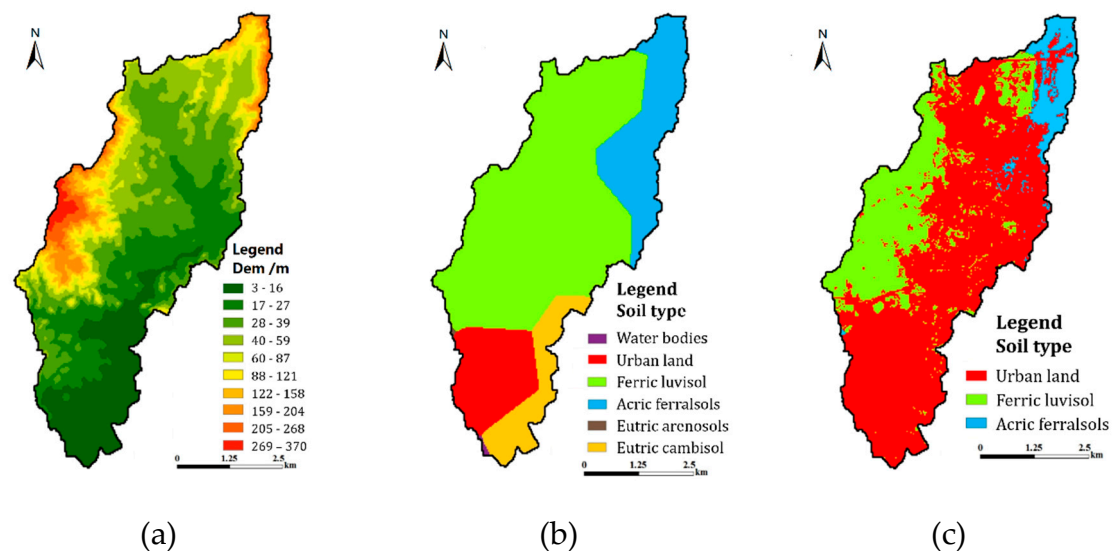 N
Legend
Dem /m
3 - 16
17 - 27
28 - 39
40 - 59
60 - 87
88 - 121
122 - 158
159 - 204
205 - 268
269 – 370
0 1.25 2.5
km
(a)
N
Legend
Soil type
Water bodies
Urban land
Ferric luvisol
Acric ferralsols
Eutric arenosols
Eutric cambisol
0 1.25 2.5
km
(b)
N
Legend
Soil type
Urban land
Ferric luvisol
Acric ferralsols
0 1.25 2.5
km
(c)